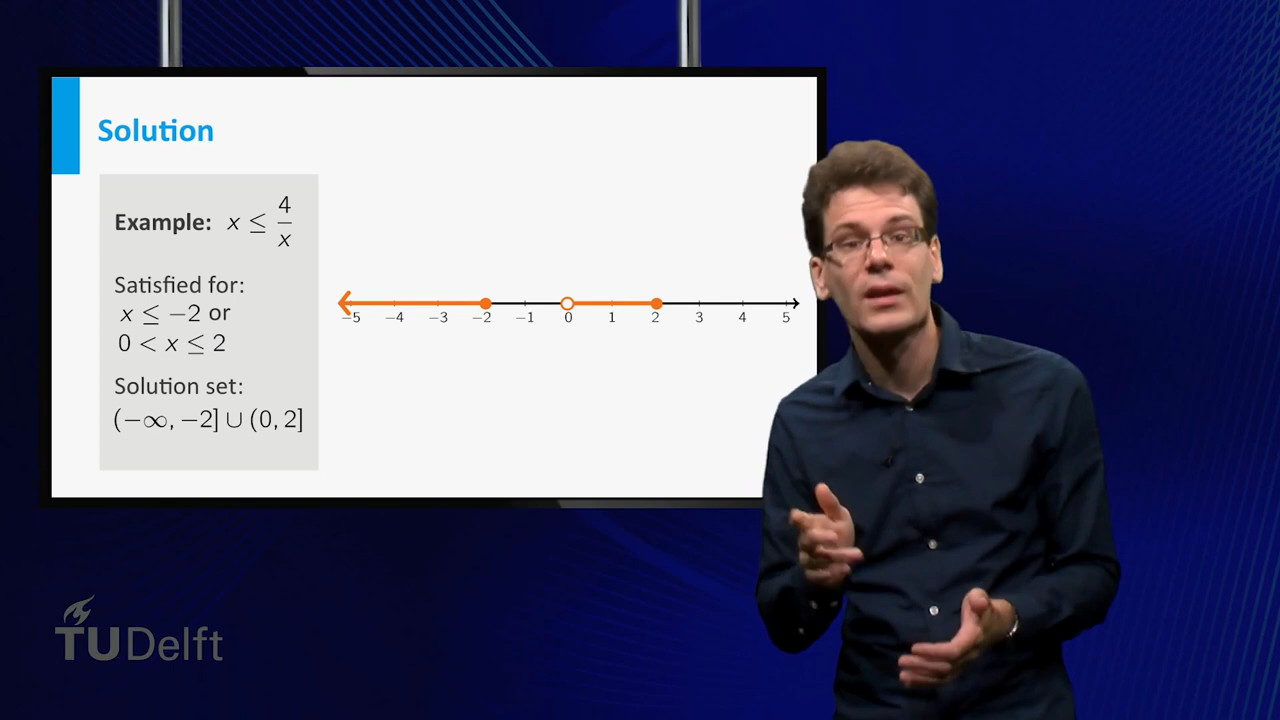 Solution
Example: x ≤ 4/x
Satisfied for:
x ≤ −2 or
0 < x ≤ 2
Solution set:
(−∞, −2] ∪ (0, 2]
−5 −4 −3 −2 −1 0 1 2 3 4 5
TUDelft